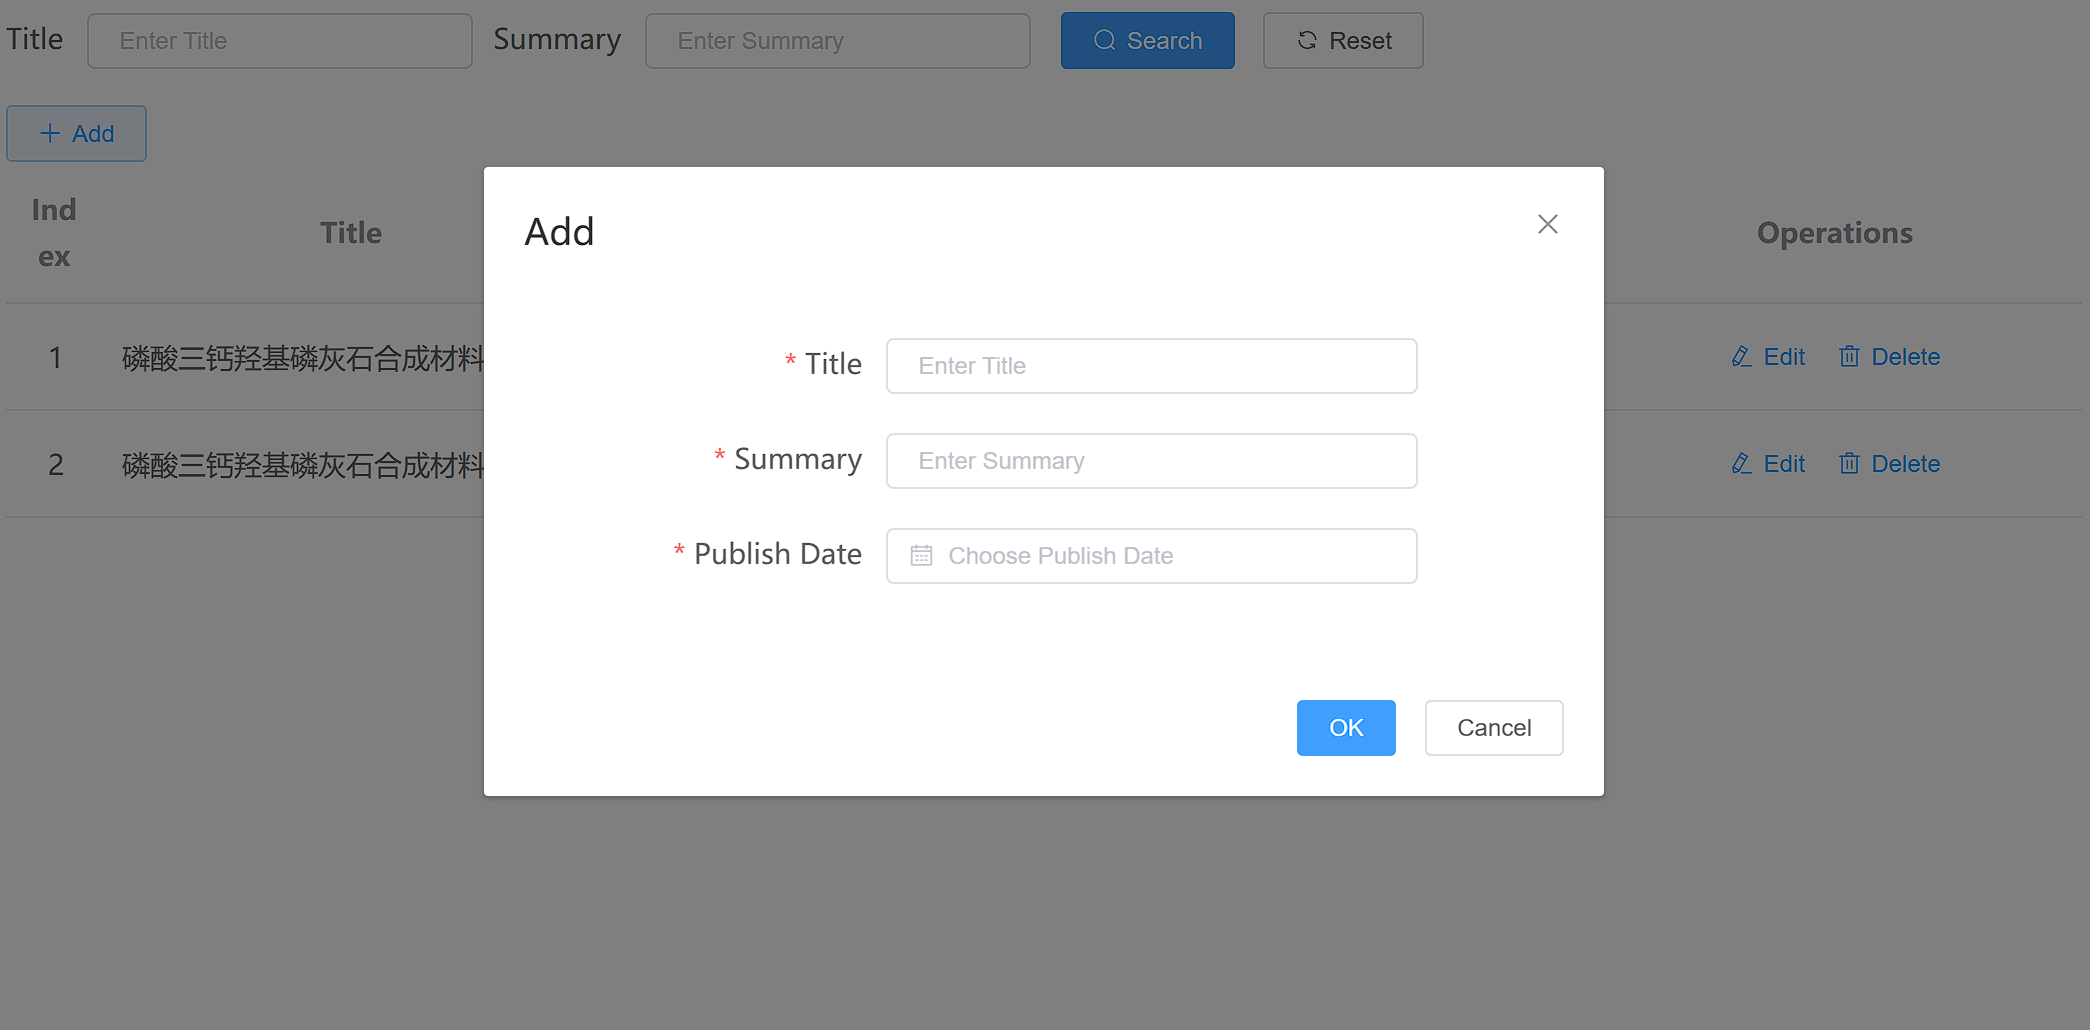 Title Enter Title Summary Enter Summary Search Reset
Add
Index Title Operations
1 磷酸三钙羟基磷灰石合成材料 Edit Delete
2 磷酸三钙羟基磷灰石合成材料 Edit Delete
Add
* Title Enter Title
* Summary Enter Summary
* Publish Date Choose Publish Date
OK Cancel